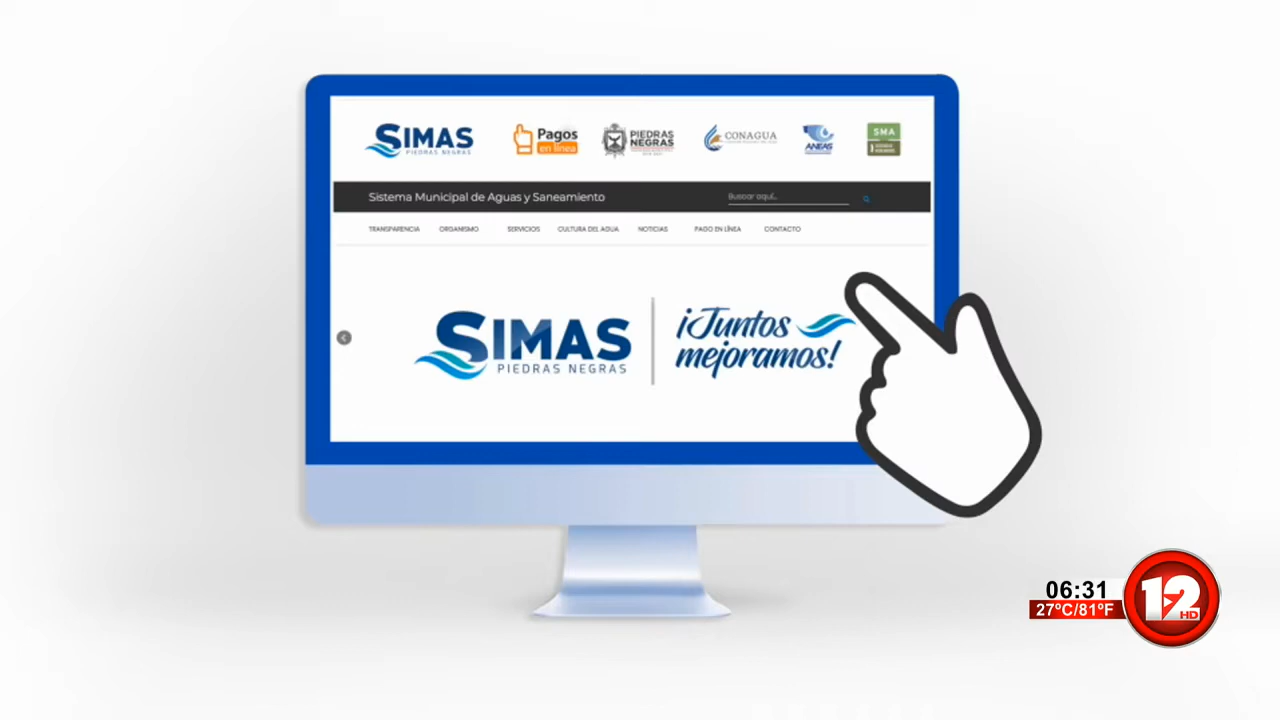 SIMAS
PIEDRAS NEGRAS
Pagos
en línea
PIEDRAS
NEGRAS
CONAGUA
ANEAS
SMA
Sistema Municipal de Aguas y Saneamiento
Buscar aquí...
TRANSPARENCIA ORGANISMO SERVICIOS CULTURA DEL AGUA NOTICIAS PAGO EN LÍNEA CONTACTO
SIMAS
PIEDRAS NEGRAS
¡Juntos
mejoramos!
06:31
27ºC/81ºF
12
HD